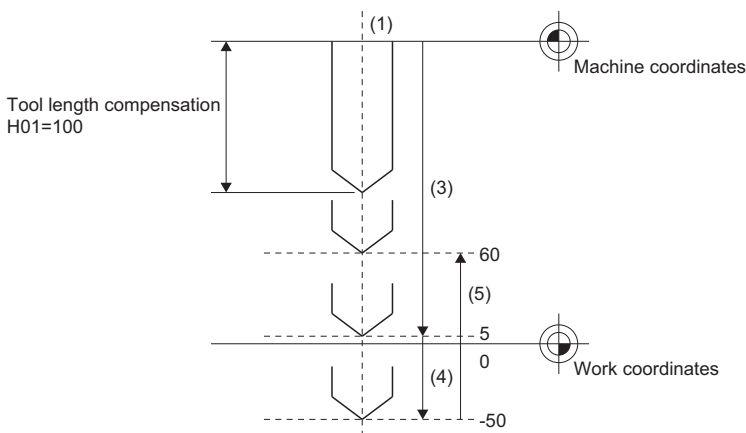 (1)
Machine coordinates
Tool length compensation
H01=100
(3)
60
(5)
5
0
Work coordinates
(4)
-50